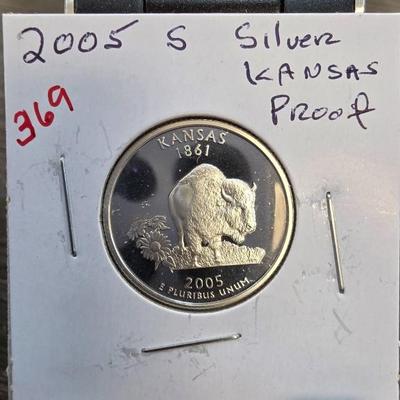 2005 S Silver
KANSAS
PROOF
369
KANSAS
1861
2005
E PLURIBUS UNUM